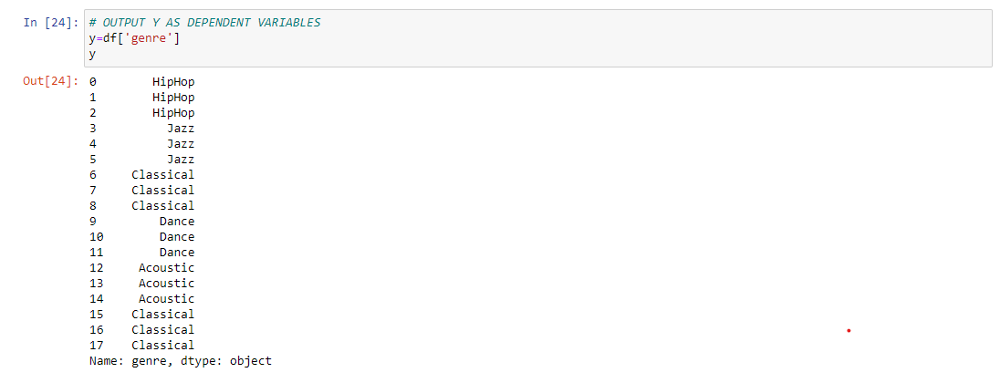 In [24]: # OUTPUT Y AS DEPENDENT VARIABLES
y=df['genre']
y
Out[24]: 0 HipHop
1 HipHop
2 HipHop
3 Jazz
4 Jazz
5 Jazz
6 Classical
7 Classical
8 Classical
9 Dance
10 Dance
11 Dance
12 Acoustic
13 Acoustic
14 Acoustic
15 Classical
16 Classical
17 Classical
Name: genre, dtype: object